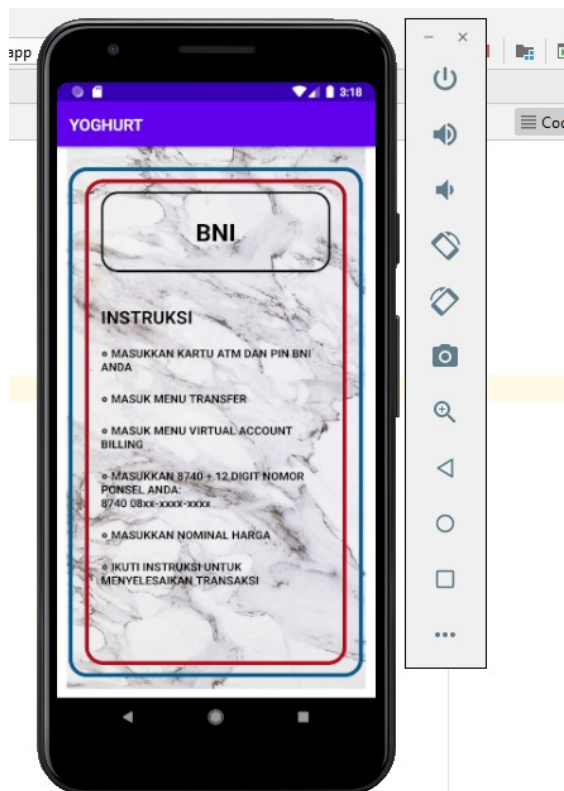 app
3:18
YOGHURT
Coc
BNI
INSTRUKSI
⚬ MASUKKAN KARTU ATM DAN PIN BNI
ANDA
⚬ MASUK MENU TRANSFER
⚬ MASUK MENU VIRTUAL ACCOUNT
BILLING
⚬ MASUKKAN 8740 + 12 DIGIT NOMOR
PONSEL ANDA:
8740 08xx-xxxx-xxxx
⚬ MASUKKAN NOMINAL HARGA
⚬ IKUTI INSTRUKSI UNTUK
MENYELESAIKAN TRANSAKSI